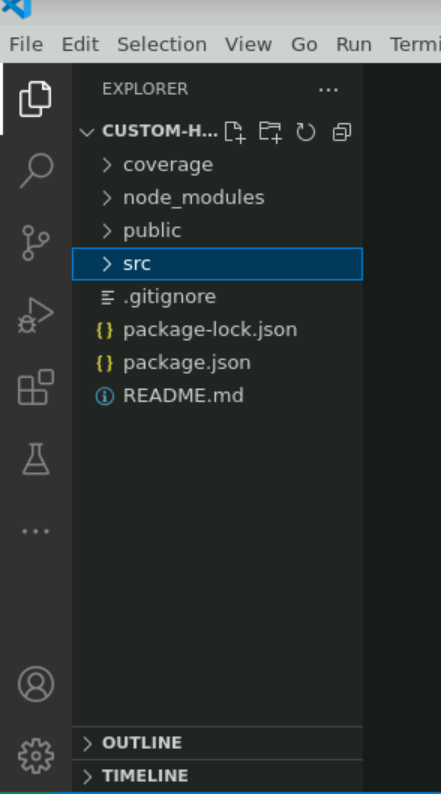 File Edit Selection View Go Run Termi
EXPLORER ...
CUSTOM-H...
coverage
node_modules
public
src
.gitignore
{} package-lock.json
{} package.json
README.md
OUTLINE
TIMELINE